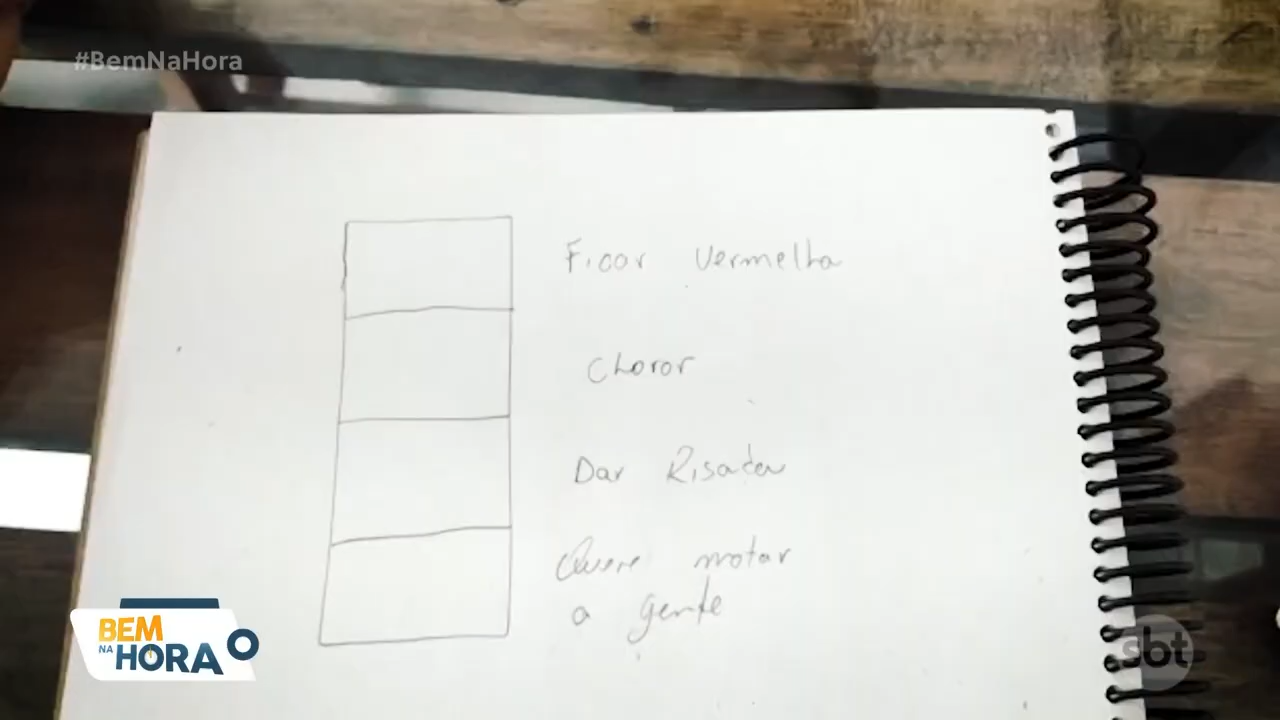 #BemNaHora
Ficar Vermelha
Chorar
Dar Risada
Quere matar
a gente
BEM
NA HORA
sbt